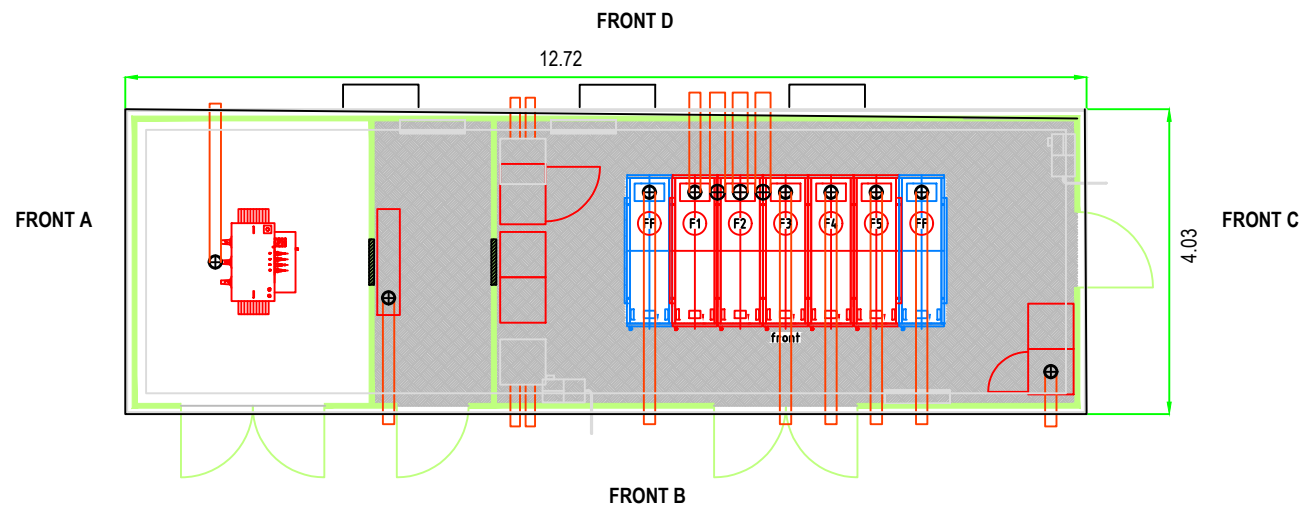 FRONT D
12.72
FRONT A
FF F1 F2 F3 F4 F5 FF
FRONT C
4.03
front
FRONT B